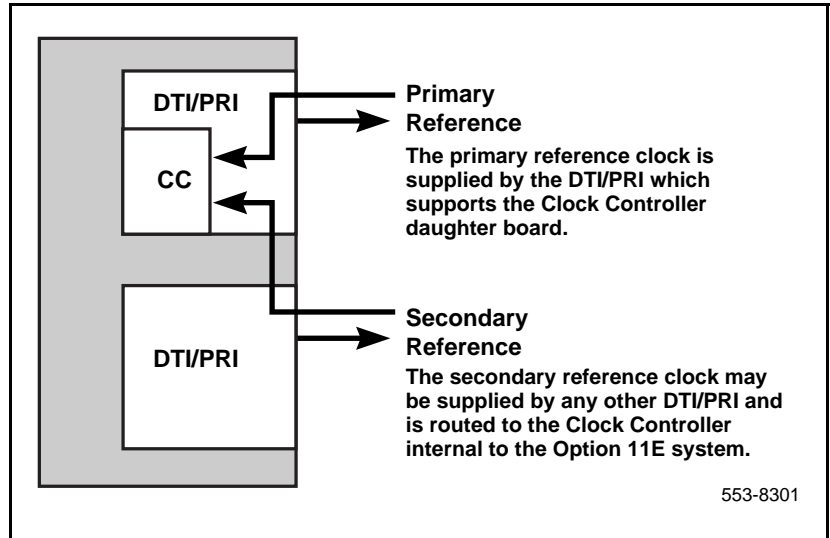 DTI/PRI
CC
Primary
Reference
The primary reference clock is
supplied by the DTI/PRI which
supports the Clock Controller
daughter board.
DTI/PRI
Secondary
Reference
The secondary reference clock may
be supplied by any other DTI/PRI and
is routed to the Clock Controller
internal to the Option 11E system.
553-8301